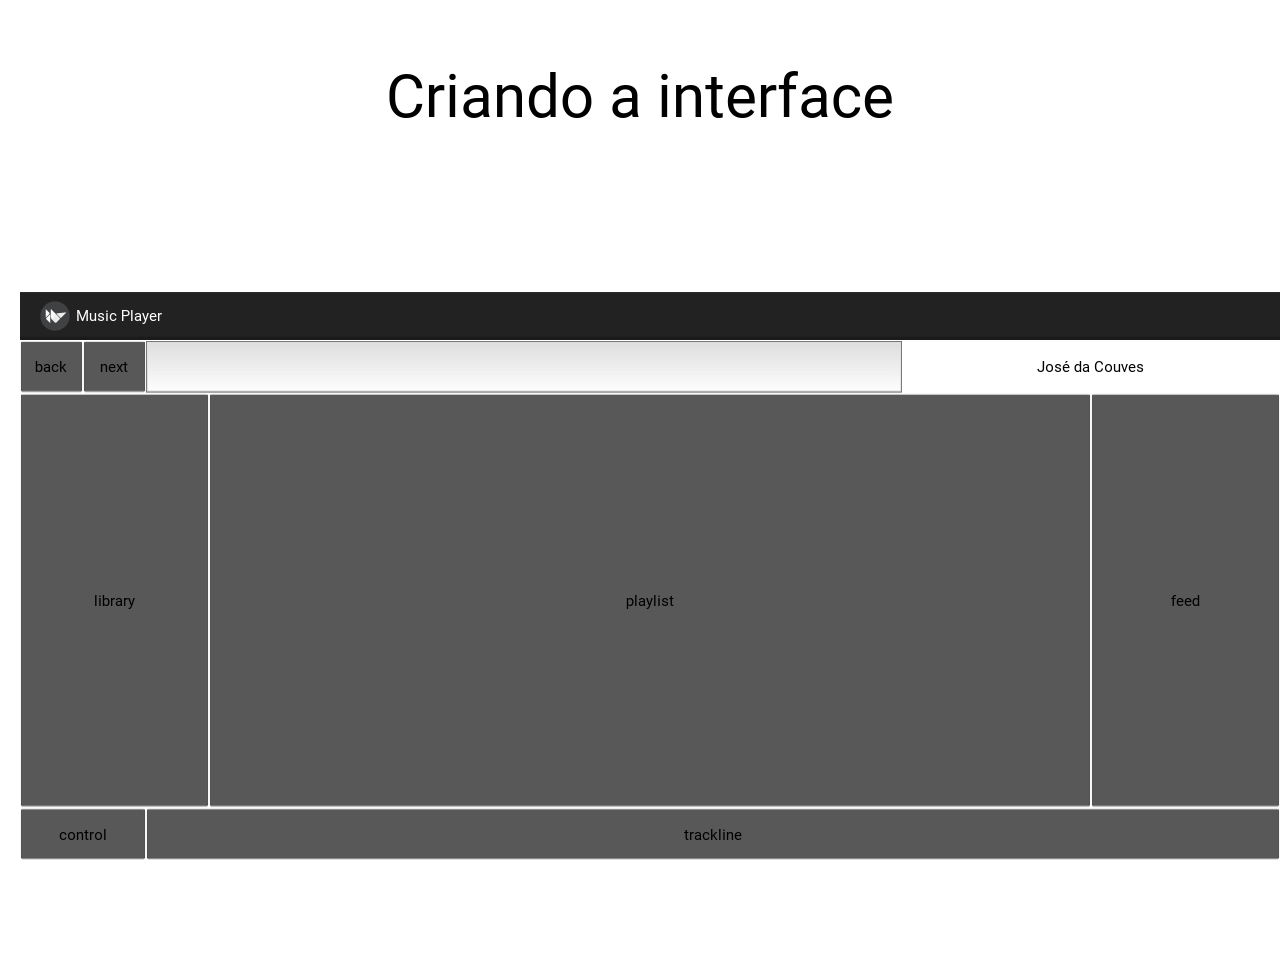 Criando a interface
Music Player
back next José da Couves
library playlist feed
control trackline